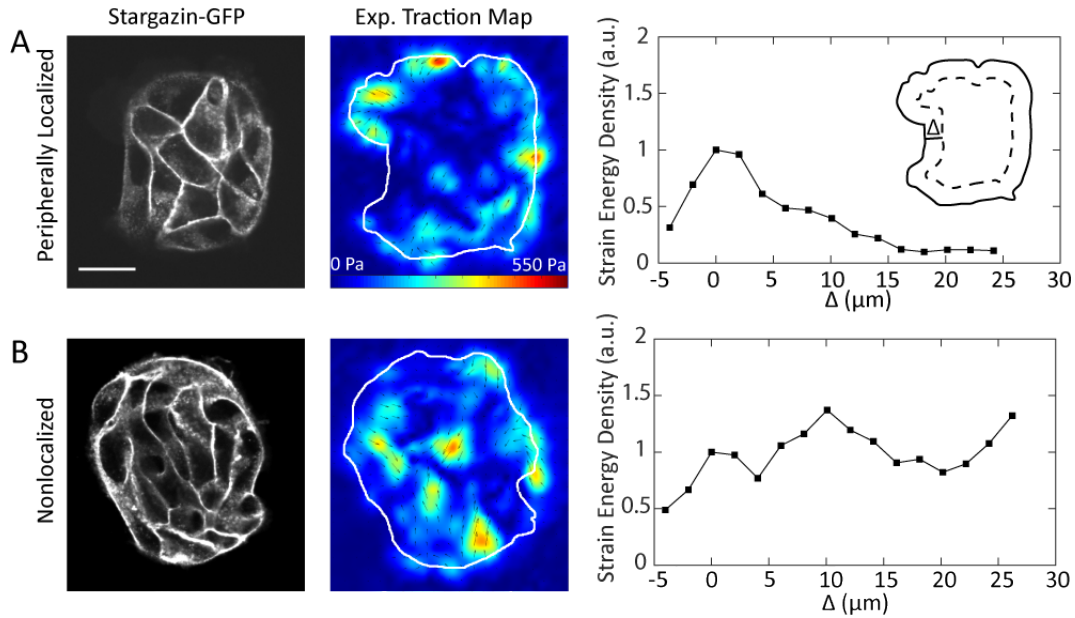 Stargazin-GFP
Exp. Traction Map
A
Peripherally Localized
0 Pa
550 Pa
Strain Energy Density (a.u.)
2
1.5
1
0.5
0
-5 0 5 10 15 20 25 30
Δ (μm)
Δ
B
Nonlocalized
Strain Energy Density (a.u.)
2
1.5
1
0.5
0
-5 0 5 10 15 20 25 30
Δ (μm)